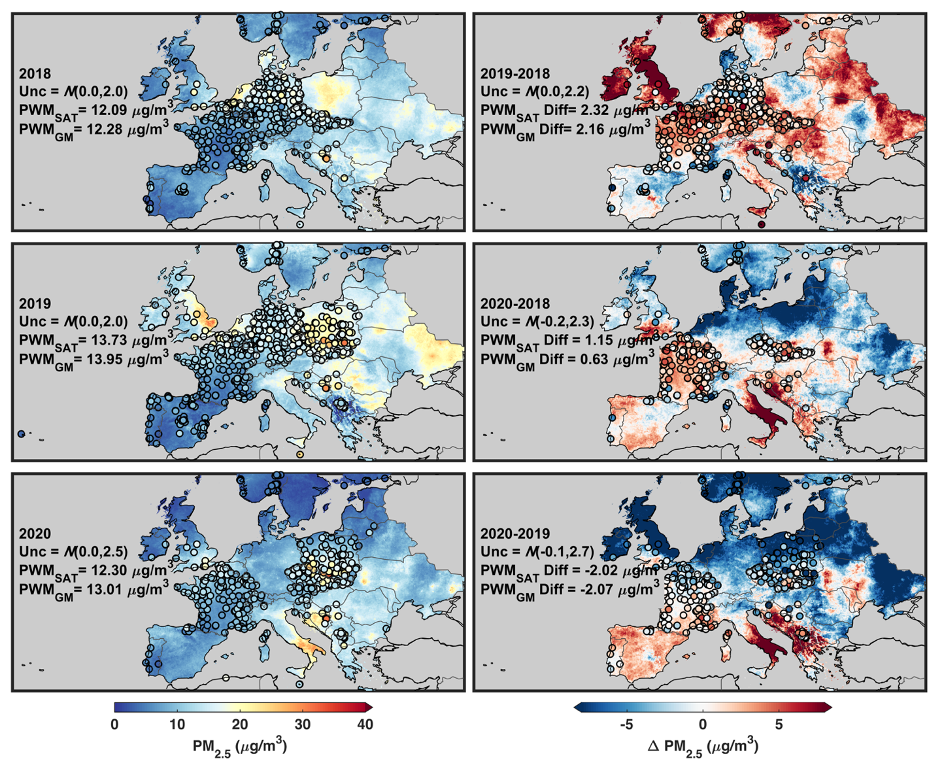 2018
Unc = N(0.0,2.0)
PWM_SAT = 12.09 μg/m³
PWM_GM = 12.28 μg/m³
2019-2018
Unc = N(0.0,2.2)
PWM_SAT Diff= 2.32 μg/m³
PWM_GM Diff= 2.16 μg/m³
2019
Unc = N(0.0,2.0)
PWM_SAT = 13.73 μg/m³
PWM_GM = 13.95 μg/m³
2020-2018
Unc = N(-0.2,2.3)
PWM_SAT Diff = 1.15 μg/m³
PWM_GM Diff = 0.63 μg/m³
2020
Unc = N(0.0,2.5)
PWM_SAT = 12.30 μg/m³
PWM_GM = 13.01 μg/m³
2020-2019
Unc = N(-0.1,2.7)
PWM_SAT Diff = -2.02 μg/m³
PWM_GM Diff = -2.07 μg/m³
0 10 20 30 40
PM2.5 (μg/m³)
-5 0 5
Δ PM2.5 (μg/m³)